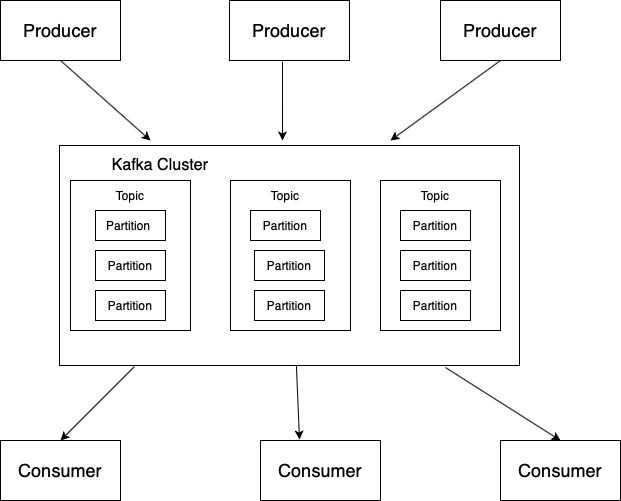 Producer
Producer
Producer
Kafka Cluster
Topic
Topic
Topic
Partition
Partition
Partition
Partition
Partition
Partition
Partition
Partition
Partition
Consumer
Consumer
Consumer